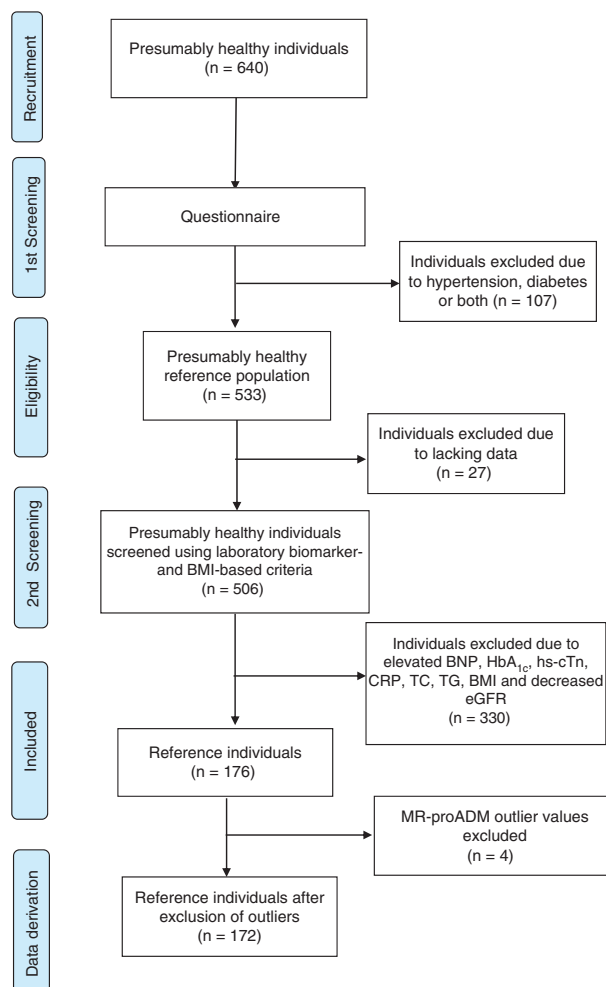 Recruitment
Presumably healthy individuals
(n = 640)
1st Screening
Questionnaire
Individuals excluded due
to hypertension, diabetes
or both (n = 107)
Eligibility
Presumably healthy
reference population
(n = 533)
Individuals excluded due
to lacking data
(n = 27)
2nd Screening
Presumably healthy individuals
screened using laboratory biomarker-
and BMI-based criteria
(n = 506)
Individuals excluded due to
elevated BNP, HbA1c, hs-cTn,
CRP, TC, TG, BMI and decreased
eGFR
(n = 330)
Included
Reference individuals
(n = 176)
MR-proADM outlier values
excluded
(n = 4)
Data derivation
Reference individuals after
exclusion of outliers
(n = 172)